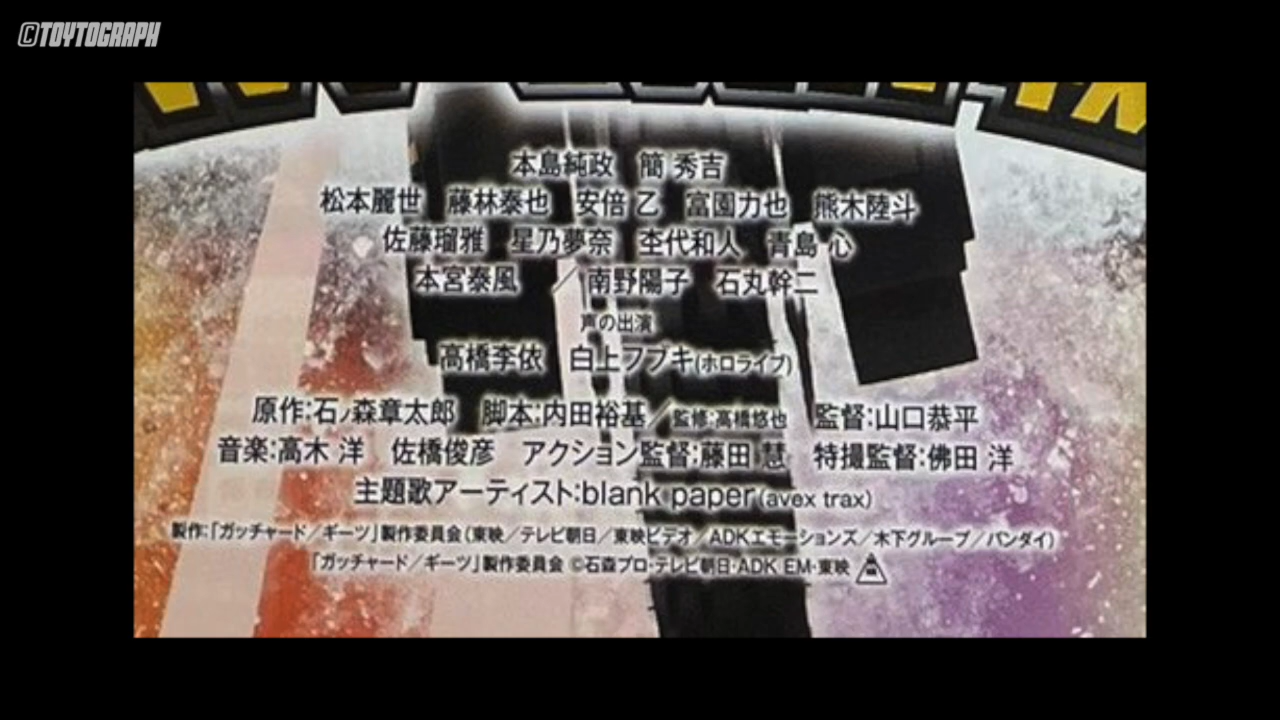 ©TOYTOGRAPH
本島純政　簡 秀吉
松本麗世　藤林泰也　安倍 乙　富園力也　熊木陸斗
佐藤瑠雅　星乃夢奈　杢代和人　青島 心
本宮泰風　／南野陽子　石丸幹二
声の出演
高橋李依　白上フブキ(ホロライブ)
原作:石ノ森章太郎　脚本:内田裕基／監修:高橋悠也　監督:山口恭平
音楽:高木 洋　佐橋俊彦　アクション監督:藤田 慧　特撮監督:佛田 洋
主題歌アーティスト:blank paper(avex trax)
製作:「ガッチャード／ギーツ」製作委員会(東映／テレビ朝日／東映ビデオ／ADKエモーションズ／木下グループ／バンダイ)
「ガッチャード／ギーツ」製作委員会 ©石森プロ・テレビ朝日・ADK EM・東映